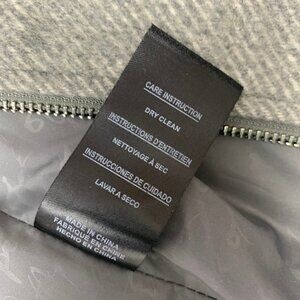 CARE INSTRUCTION
DRY CLEAN
INSTRUCTIONS D'ENTRETIEN
NETTOYAGE À SEC
INSTRUCCIONES DE CUIDADO
LAVAR A SECO
MADE IN CHINA
FABRIQUE EN CHINE
HECHO EN CHINA